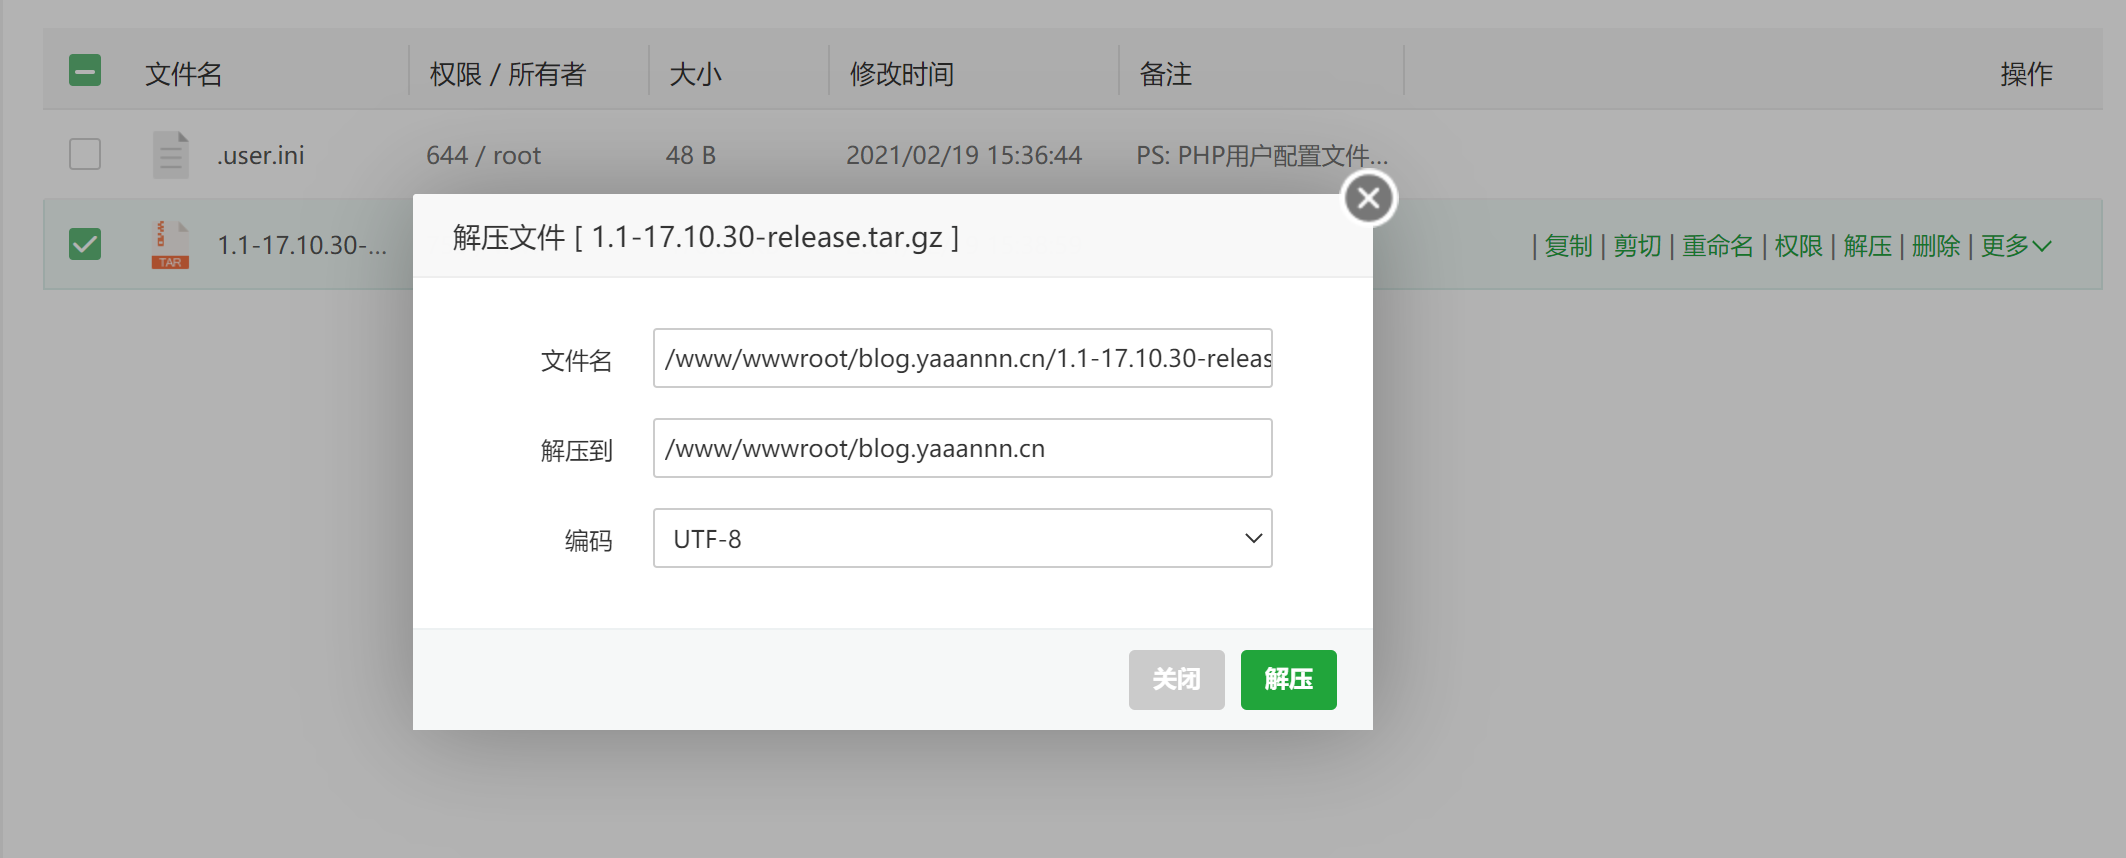 文件名 权限 / 所有者 大小 修改时间 备注 操作
.user.ini 644 / root 48 B 2021/02/19 15:36:44 PS: PHP用户配置文件...
TAR 1.1-17.10.30-... | 复制 | 剪切 | 重命名 | 权限 | 解压 | 删除 | 更多
解压文件 [ 1.1-17.10.30-release.tar.gz ]
文件名 /www/wwwroot/blog.yaaannn.cn/1.1-17.10.30-releas
解压到 /www/wwwroot/blog.yaaannn.cn
编码 UTF-8
关闭 解压